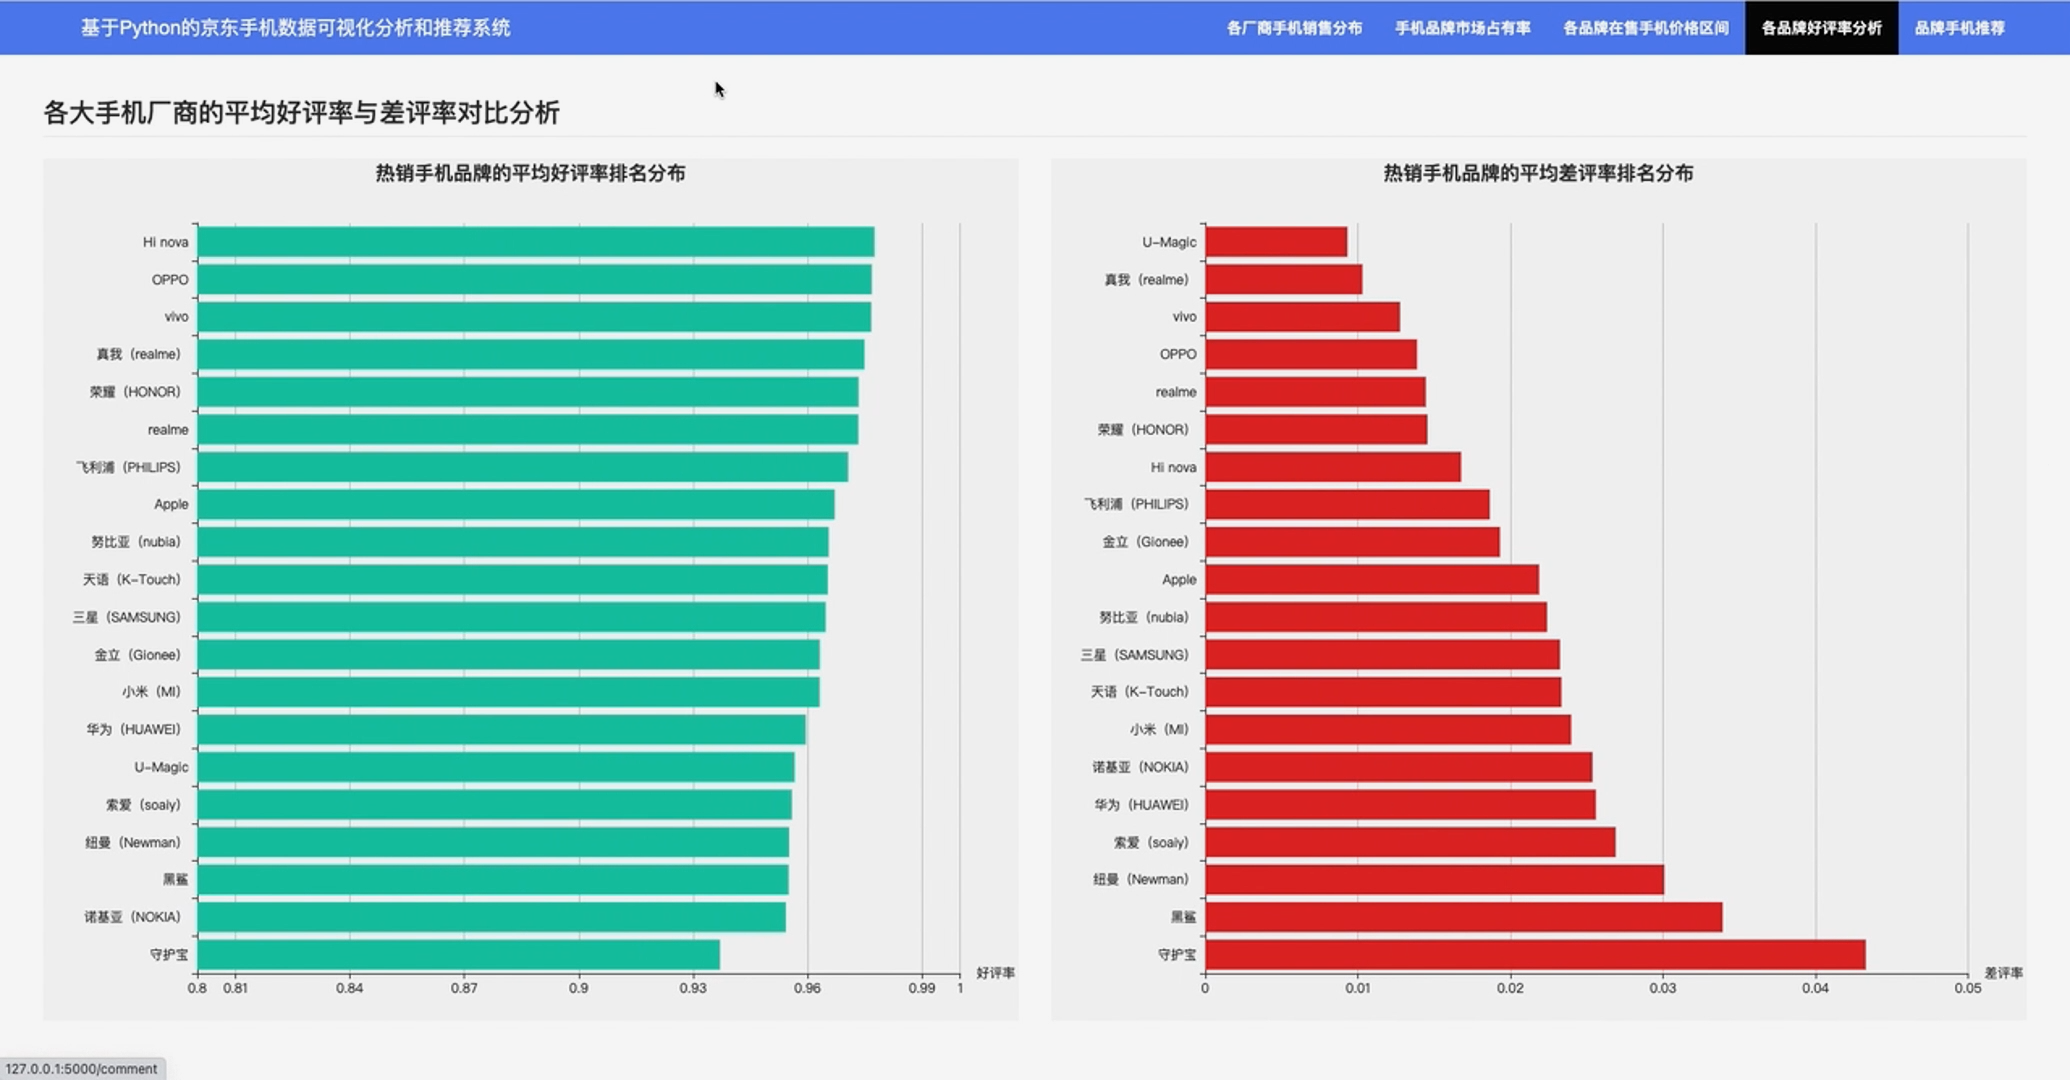 基于Python的京东手机数据可视化分析和推荐系统
各厂商手机销售分布 手机品牌市场占有率 各品牌在售手机价格区间 各品牌好评率分析 品牌手机推荐
各大手机厂商的平均好评率与差评率对比分析
热销手机品牌的平均好评率排名分布
Hi nova
OPPO
vivo
真我（realme）
荣耀（HONOR）
realme
飞利浦（PHILIPS）
Apple
努比亚（nubia）
天语（K-Touch）
三星（SAMSUNG）
金立（Gionee）
小米（MI）
华为（HUAWEI）
U-Magic
索爱（soaiy）
纽曼（Newman）
黑鲨
诺基亚（NOKIA）
守护宝
好评率
0.8 0.81 0.84 0.87 0.9 0.93 0.96 0.99 1
热销手机品牌的平均差评率排名分布
U-Magic
真我（realme）
vivo
OPPO
realme
荣耀（HONOR）
Hi nova
飞利浦（PHILIPS）
金立（Gionee）
Apple
努比亚（nubia）
三星（SAMSUNG）
天语（K-Touch）
小米（MI）
诺基亚（NOKIA）
华为（HUAWEI）
索爱（soaiy）
纽曼（Newman）
黑鲨
守护宝
差评率
0 0.01 0.02 0.03 0.04 0.05
127.0.0.1:5000/comment